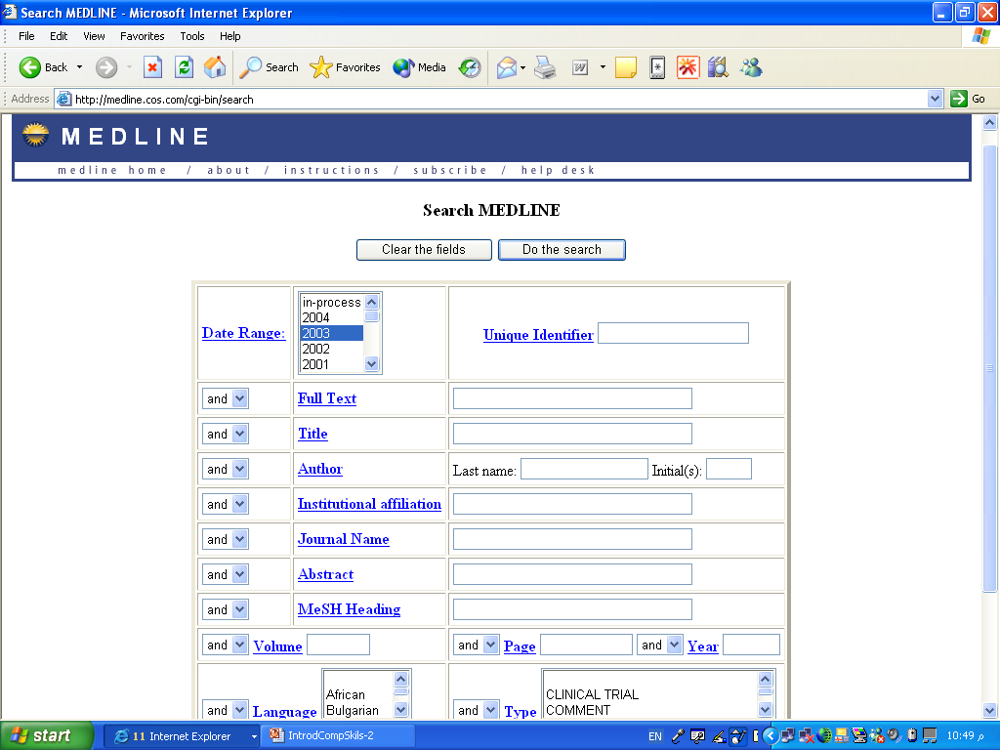 Search MEDLINE - Microsoft Internet Explorer
File Edit View Favorites Tools Help
Back Search Favorites Media
Address http://medline.cos.com/cgi-bin/search Go
MEDLINE
medline home / about / instructions / subscribe / help desk
Search MEDLINE
Clear the fields Do the search
Date Range: in-process
2004
2003
2002
2001
Unique Identifier
and Full Text
and Title
and Author Last name: Initial(s):
and Institutional affiliation
and Journal Name
and Abstract
and MeSH Heading
and Volume and Page and Year
and Language African
Bulgarian
and Type CLINICAL TRIAL
COMMENT
start 11 Internet Explorer IntrodCompSkils-2 EN 10:49 م